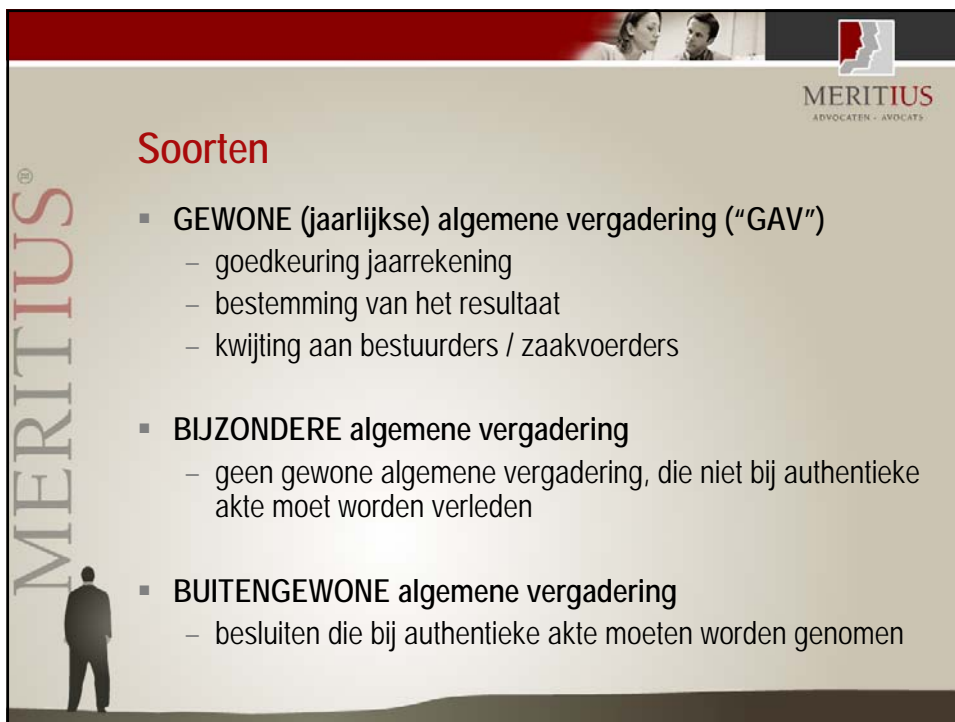 MERITIUS
ADVOCATEN - AVOCATS
Soorten
MERITIUS®
▪ GEWONE (jaarlijkse) algemene vergadering (“GAV”)
– goedkeuring jaarrekening
– bestemming van het resultaat
– kwijting aan bestuurders / zaakvoerders
▪ BIJZONDERE algemene vergadering
– geen gewone algemene vergadering, die niet bij authentieke
akte moet worden verleden
▪ BUITENGEWONE algemene vergadering
– besluiten die bij authentieke akte moeten worden genomen